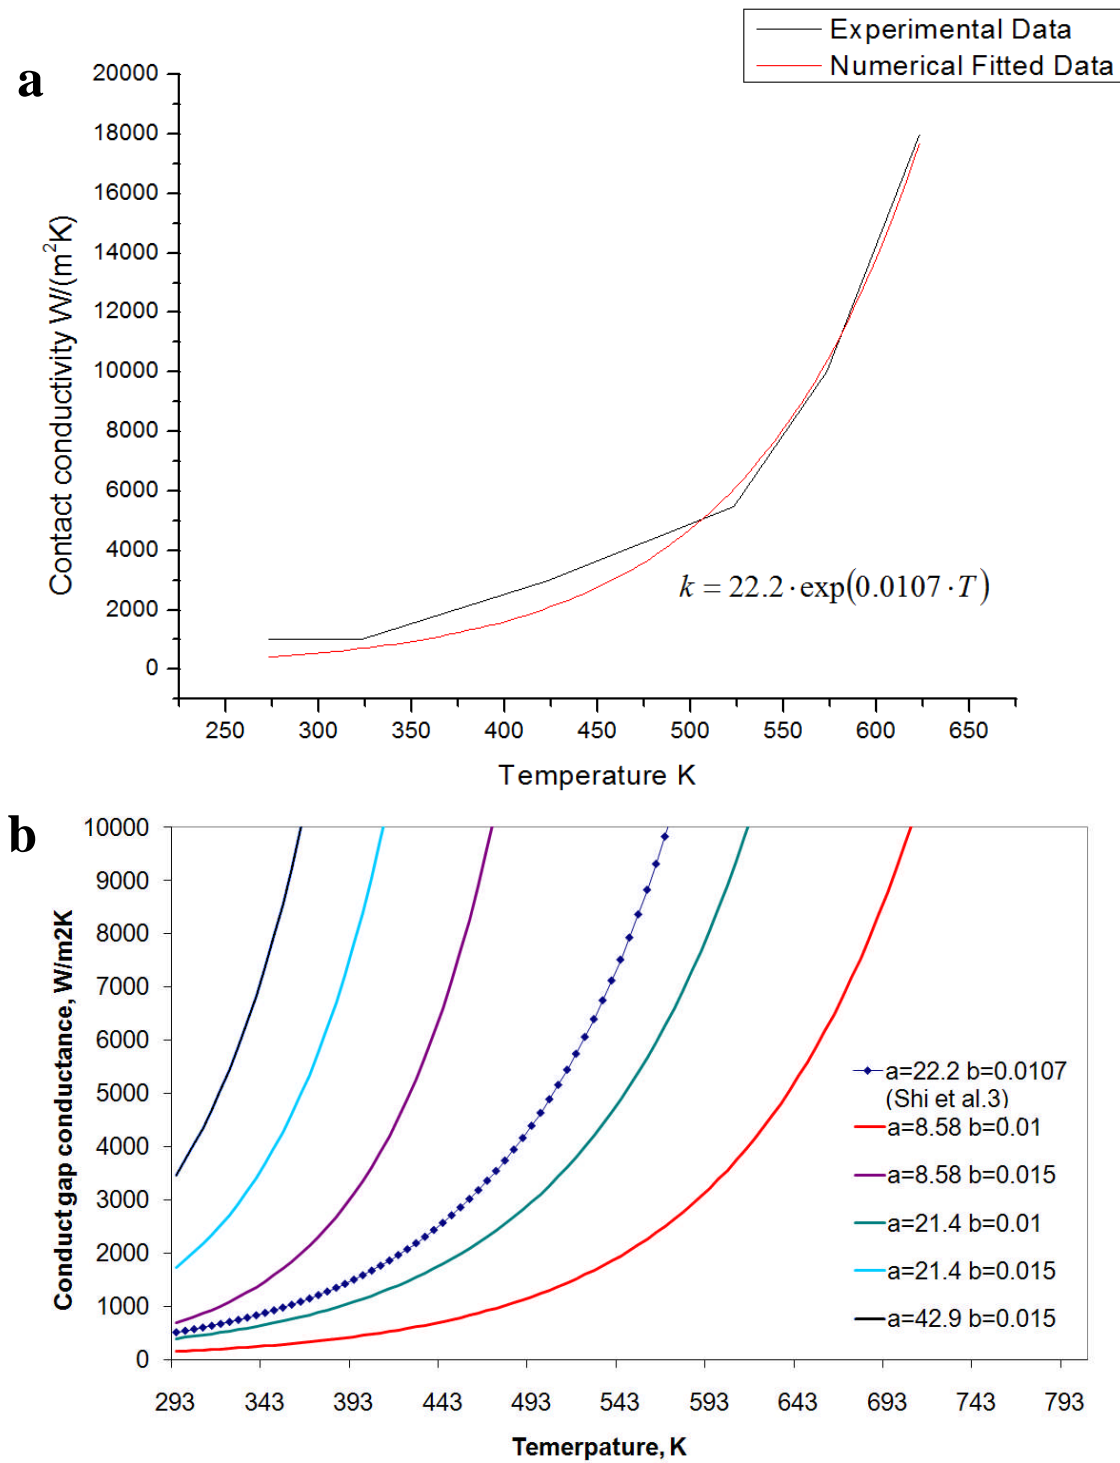 Experimental Data
Numerical Fitted Data
a
20000
18000
16000
14000
12000
10000
8000
6000
4000
2000
0
Contact conductivity W/(m²K)
k = 22.2 · exp(0.0107 · T)
250 300 350 400 450 500 550 600 650
Temperature K
b
10000
9000
8000
7000
6000
5000
4000
3000
2000
1000
0
Conduct gap conductance, W/m2K
a=22.2 b=0.0107
(Shi et al.3)
a=8.58 b=0.01
a=8.58 b=0.015
a=21.4 b=0.01
a=21.4 b=0.015
a=42.9 b=0.015
293 343 393 443 493 543 593 643 693 743 793
Temerpature, K